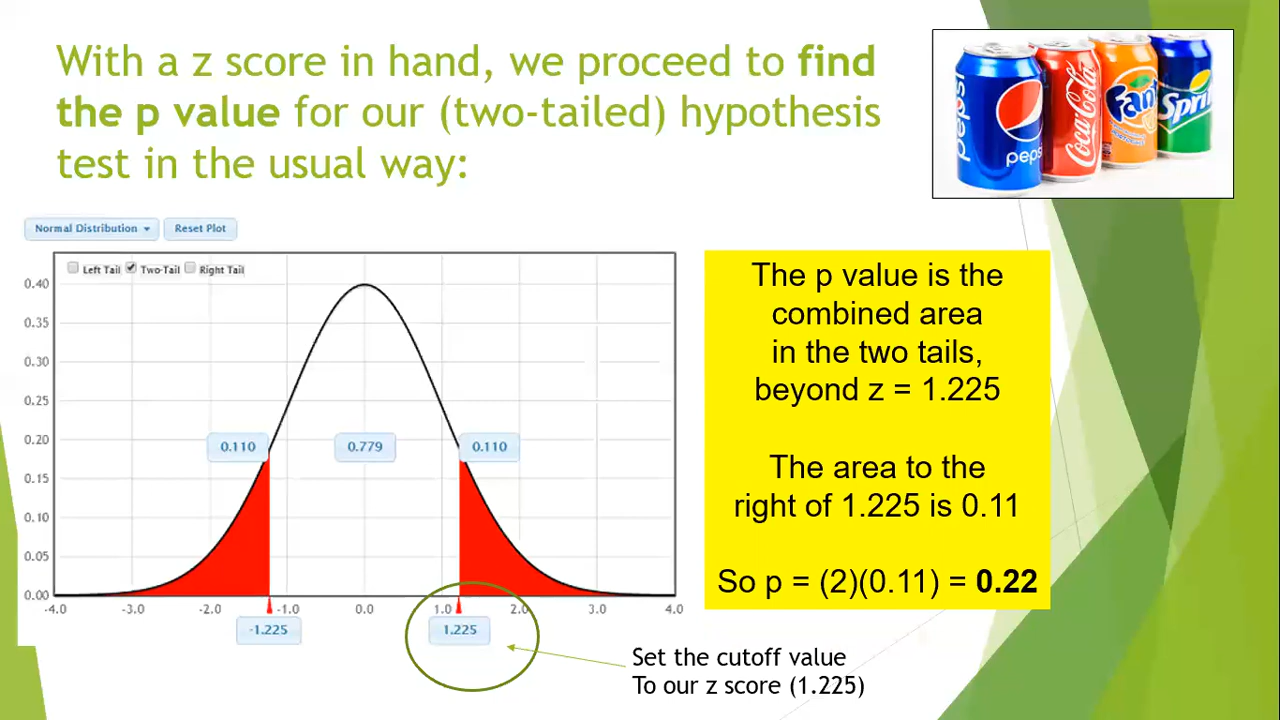 With a z score in hand, we proceed to find
the p value for our (two-tailed) hypothesis
test in the usual way:
pepsi
pepsi
Coca-Cola
Fanta
Sprite
Normal Distribution
Reset Plot
Left Tail
Two-Tail
Right Tail
0.40
0.35
0.30
0.25
0.20
0.15
0.10
0.05
0.00
0.110
0.779
0.110
-4.0
-3.0
-2.0
-1.0
0.0
1.0
2.0
3.0
4.0
-1.225
1.225
The p value is the
combined area
in the two tails,
beyond z = 1.225
The area to the
right of 1.225 is 0.11
So p = (2)(0.11) = 0.22
Set the cutoff value
To our z score (1.225)